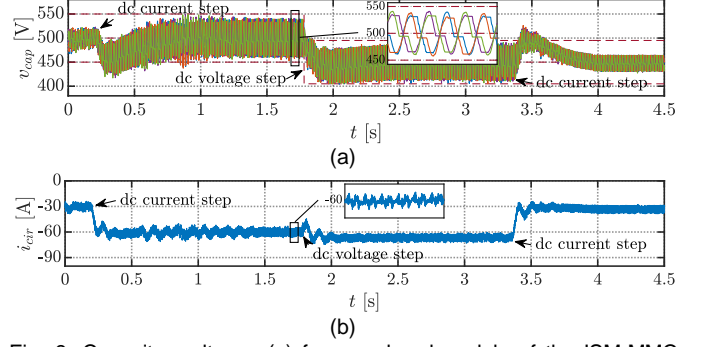 550
500
450
400
v_cap [V]
dc current step
dc voltage step
dc current step
550
500
450
0 0.5 1 1.5 2 2.5 3 3.5 4 4.5
t [s]
(a)
0
-30
-60
-90
i_cir [A]
dc current step
-60
dc voltage step
dc current step
0 0.5 1 1.5 2 2.5 3 3.5 4 4.5
t [s]
(b)